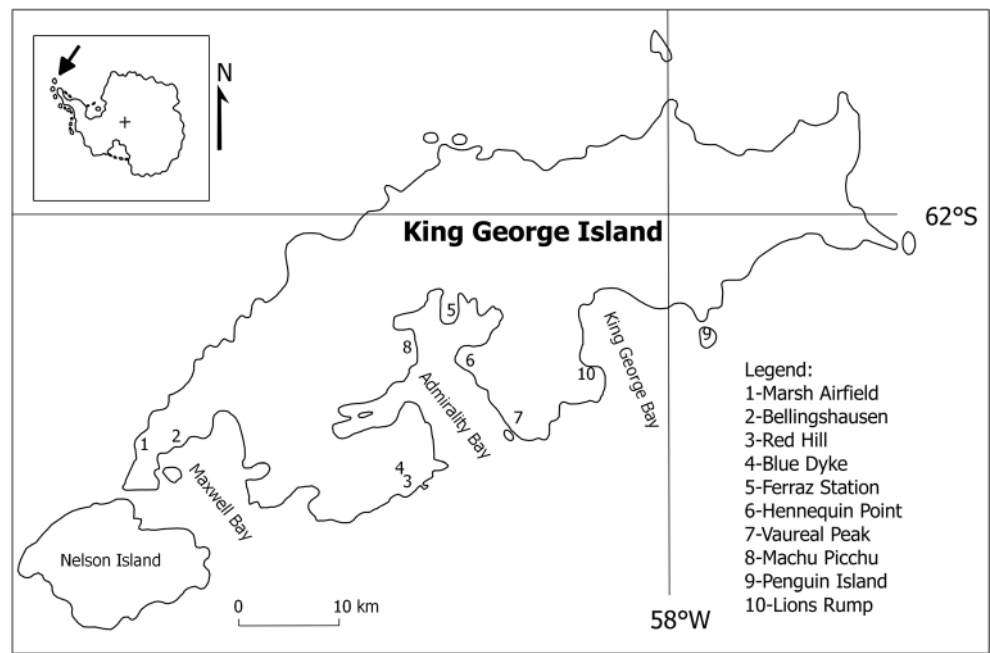 N
62°S
King George Island
5
8
6
10
9
7
King George Bay
Admirality Bay
1
2
4
3
Maxwell Bay
Nelson Island
0 10 km
58°W
Legend:
1-Marsh Airfield
2-Bellingshausen
3-Red Hill
4-Blue Dyke
5-Ferraz Station
6-Hennequin Point
7-Vaureal Peak
8-Machu Picchu
9-Penguin Island
10-Lions Rump